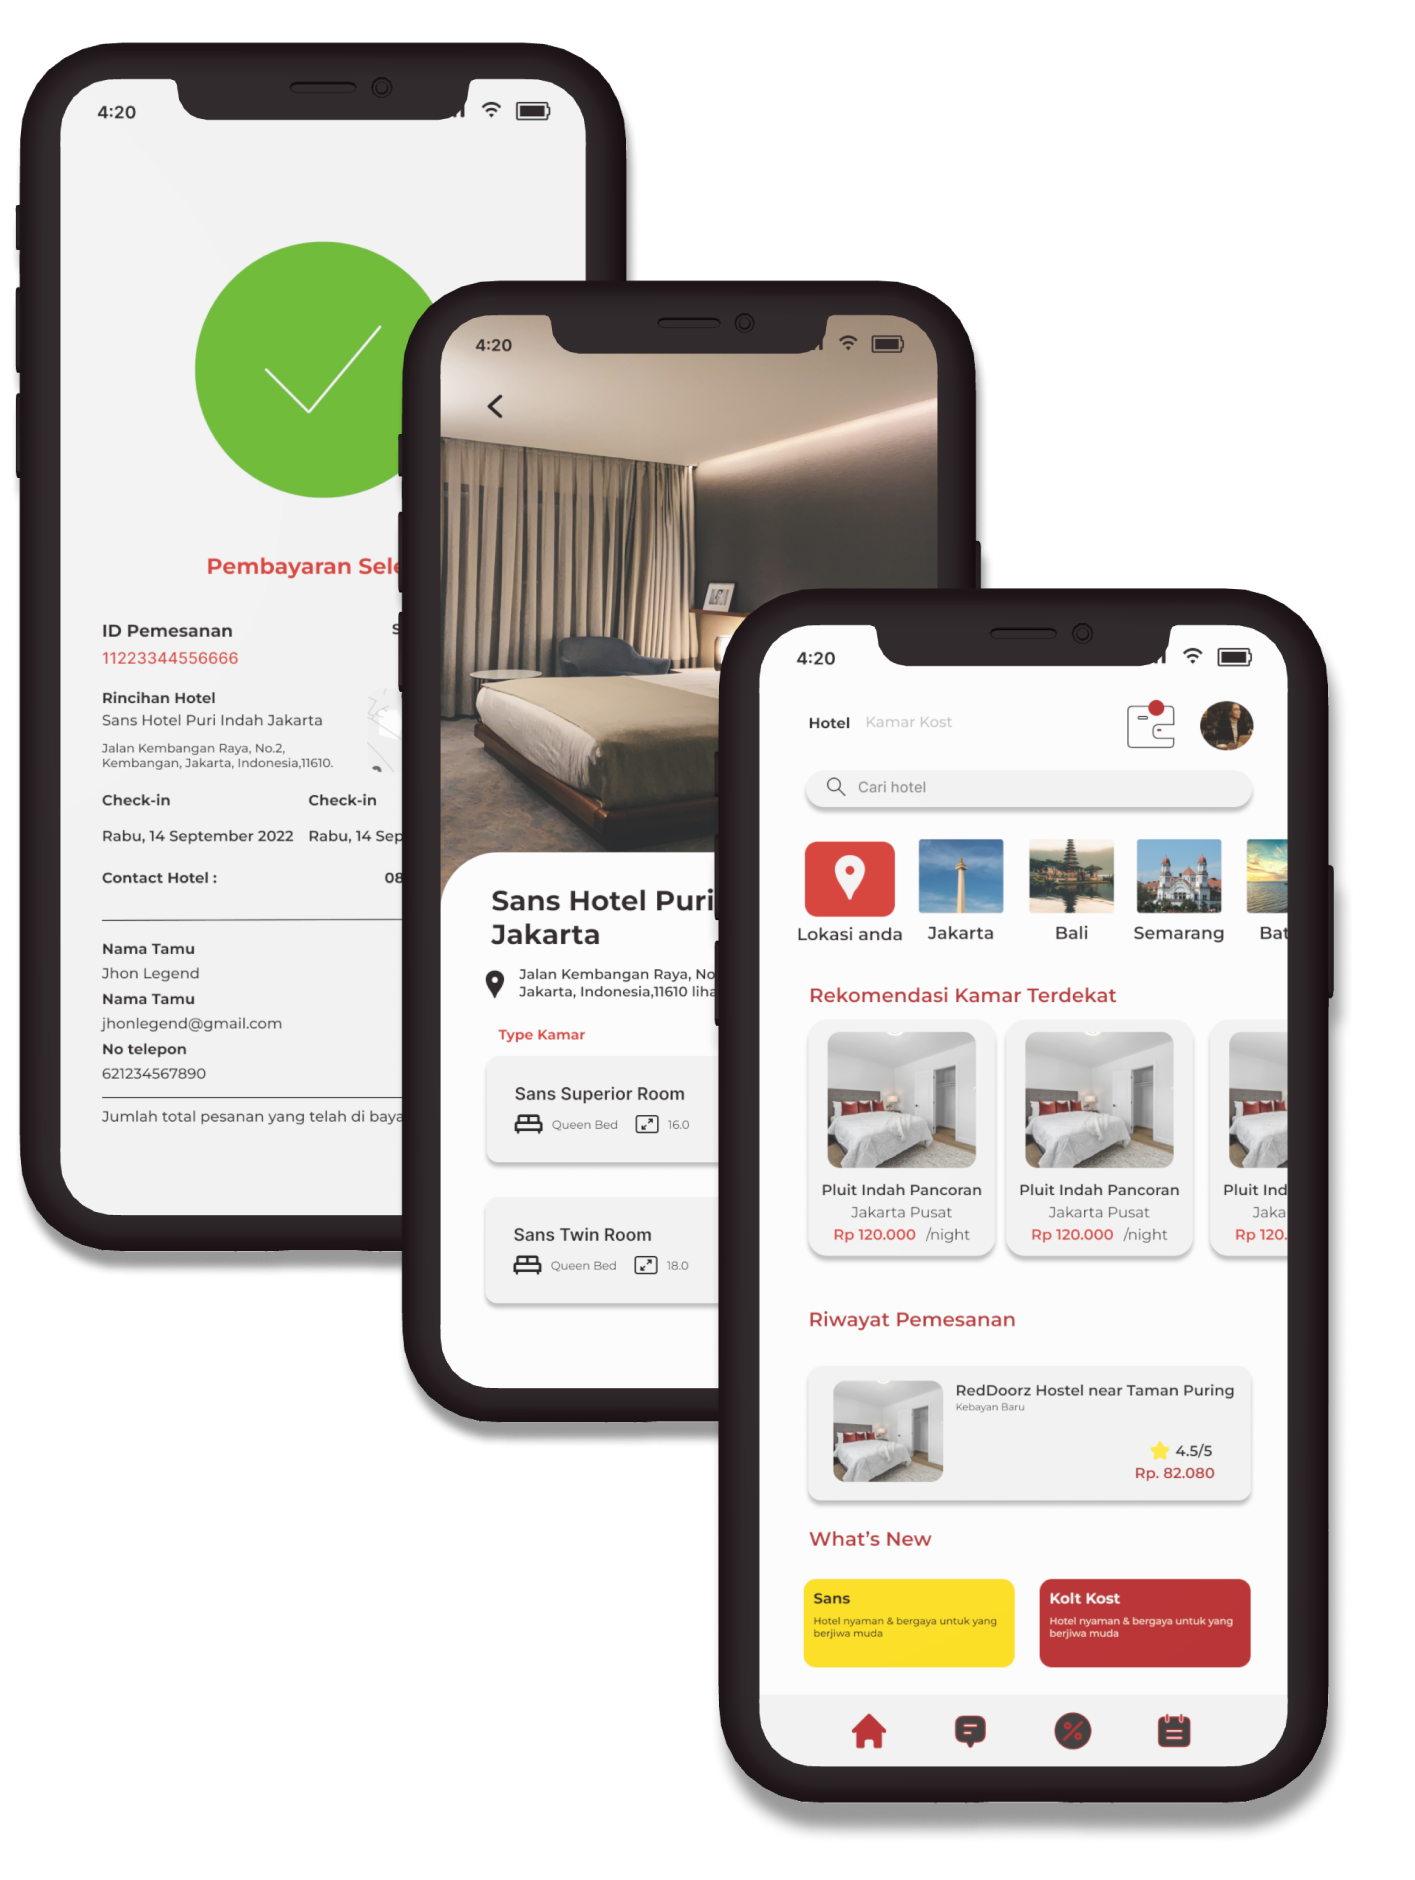 4:20
Pembayaran
ID Pemesanan
11223344556666
Rincihan Hotel
Sans Hotel Puri Indah Jakarta
Jalan Kembangan Raya, No.2,
Kembangan, Jakarta, Indonesia,11610.
Check-in Check-in
Rabu, 14 September 2022 Rabu, 14 Sep
Contact Hotel : 08
Nama Tamu
Jhon Legend
Nama Tamu
jhonlegend@gmail.com
No telepon
621234567890
Jumlah total pesanan yang telah di baya
4:20
Sans Hotel Puri
Jakarta
Jalan Kembangan Raya, No
Jakarta, Indonesia,11610 liha
Type Kamar
Sans Superior Room
Queen Bed 16.0
Sans Twin Room
Queen Bed 18.0
4:20
Hotel Kamar Kost
Cari hotel
Lokasi anda Jakarta Bali Semarang Bat
Rekomendasi Kamar Terdekat
Pluit Indah Pancoran Pluit Indah Pancoran Pluit Ind
Jakarta Pusat Jakarta Pusat Jaka
Rp 120.000 /night Rp 120.000 /night Rp 120.
Riwayat Pemesanan
RedDoorz Hostel near Taman Puring
Kebayan Baru
4.5/5
Rp. 82.080
What's New
Sans
Hotel nyaman & bergaya untuk yang
berjiwa muda
Kolt Kost
Hotel nyaman & bergaya untuk yang
berjiwa muda